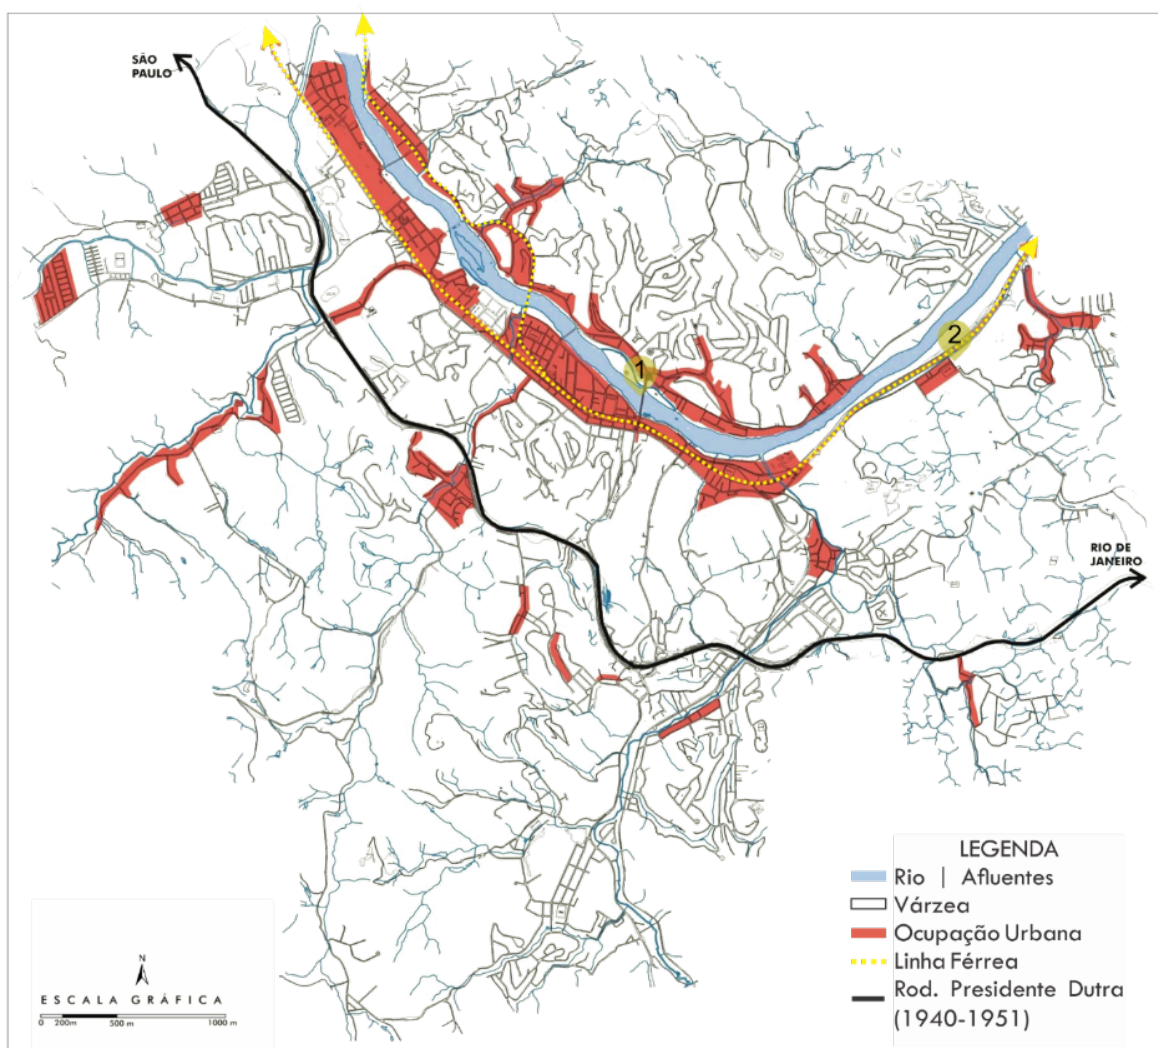 SÃO
PAULO
1
2
RIO DE
JANEIRO
LEGENDA
Rio | Afluentes
Várzea
Ocupação Urbana
Linha Férrea
Rod. Presidente Dutra
(1940-1951)
N
ESCALA GRÁFICA
0 200m 500 m 1000 m